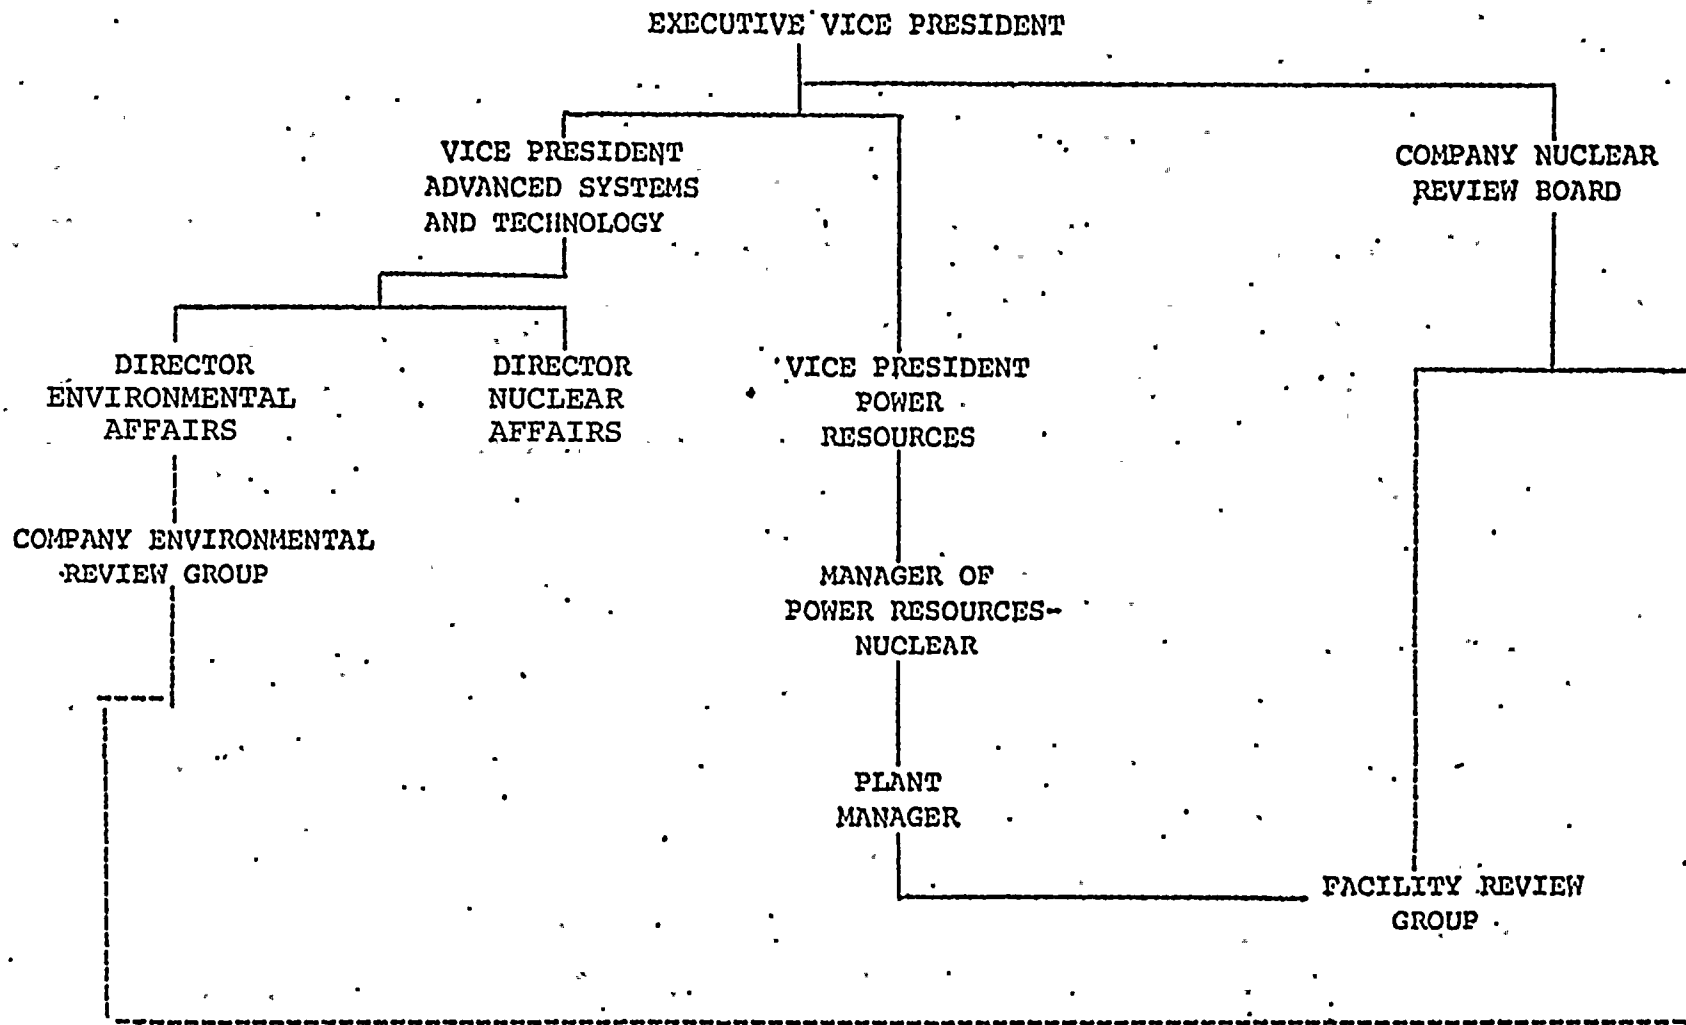 EXECUTIVE VICE PRESIDENT
VICE PRESIDENT
ADVANCED SYSTEMS
AND TECHNOLOGY
COMPANY NUCLEAR
REVIEW BOARD
DIRECTOR
ENVIRONMENTAL
AFFAIRS
DIRECTOR
NUCLEAR
AFFAIRS
VICE PRESIDENT
POWER
RESOURCES
COMPANY ENVIRONMENTAL
REVIEW GROUP
MANAGER OF
POWER RESOURCES-
NUCLEAR
PLANT
MANAGER
FACILITY REVIEW
GROUP